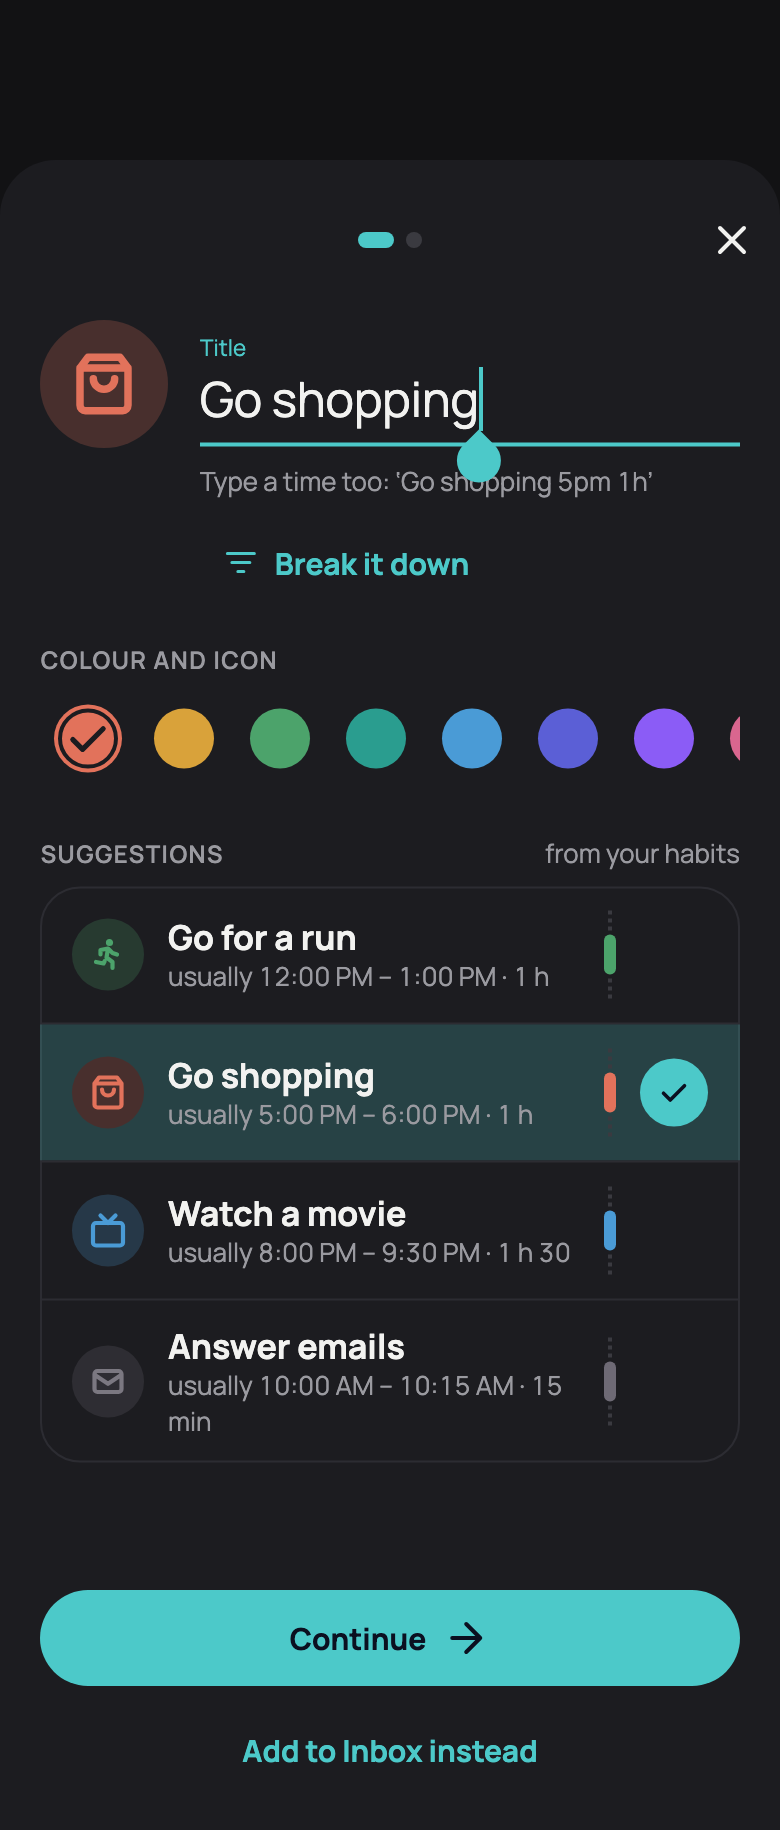 Title
Go shopping
Type a time too: ‘Go shopping 5pm 1h’
Break it down
COLOUR AND ICON
SUGGESTIONS from your habits
Go for a run
usually 12:00 PM – 1:00 PM · 1 h
Go shopping
usually 5:00 PM – 6:00 PM · 1 h
Watch a movie
usually 8:00 PM – 9:30 PM · 1 h 30
Answer emails
usually 10:00 AM – 10:15 AM · 15
min
Continue
Add to Inbox instead